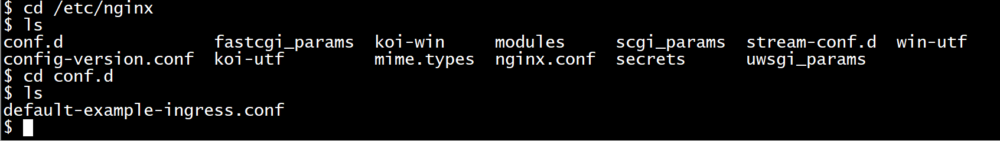 $ cd /etc/nginx
$ ls
conf.d               fastcgi_params  koi-win     modules     scgi_params  stream-conf.d  win-utf
config-version.conf  koi-utf         mime.types  nginx.conf  secrets      uwsgi_params
$ cd conf.d
$ ls
default-example-ingress.conf
$